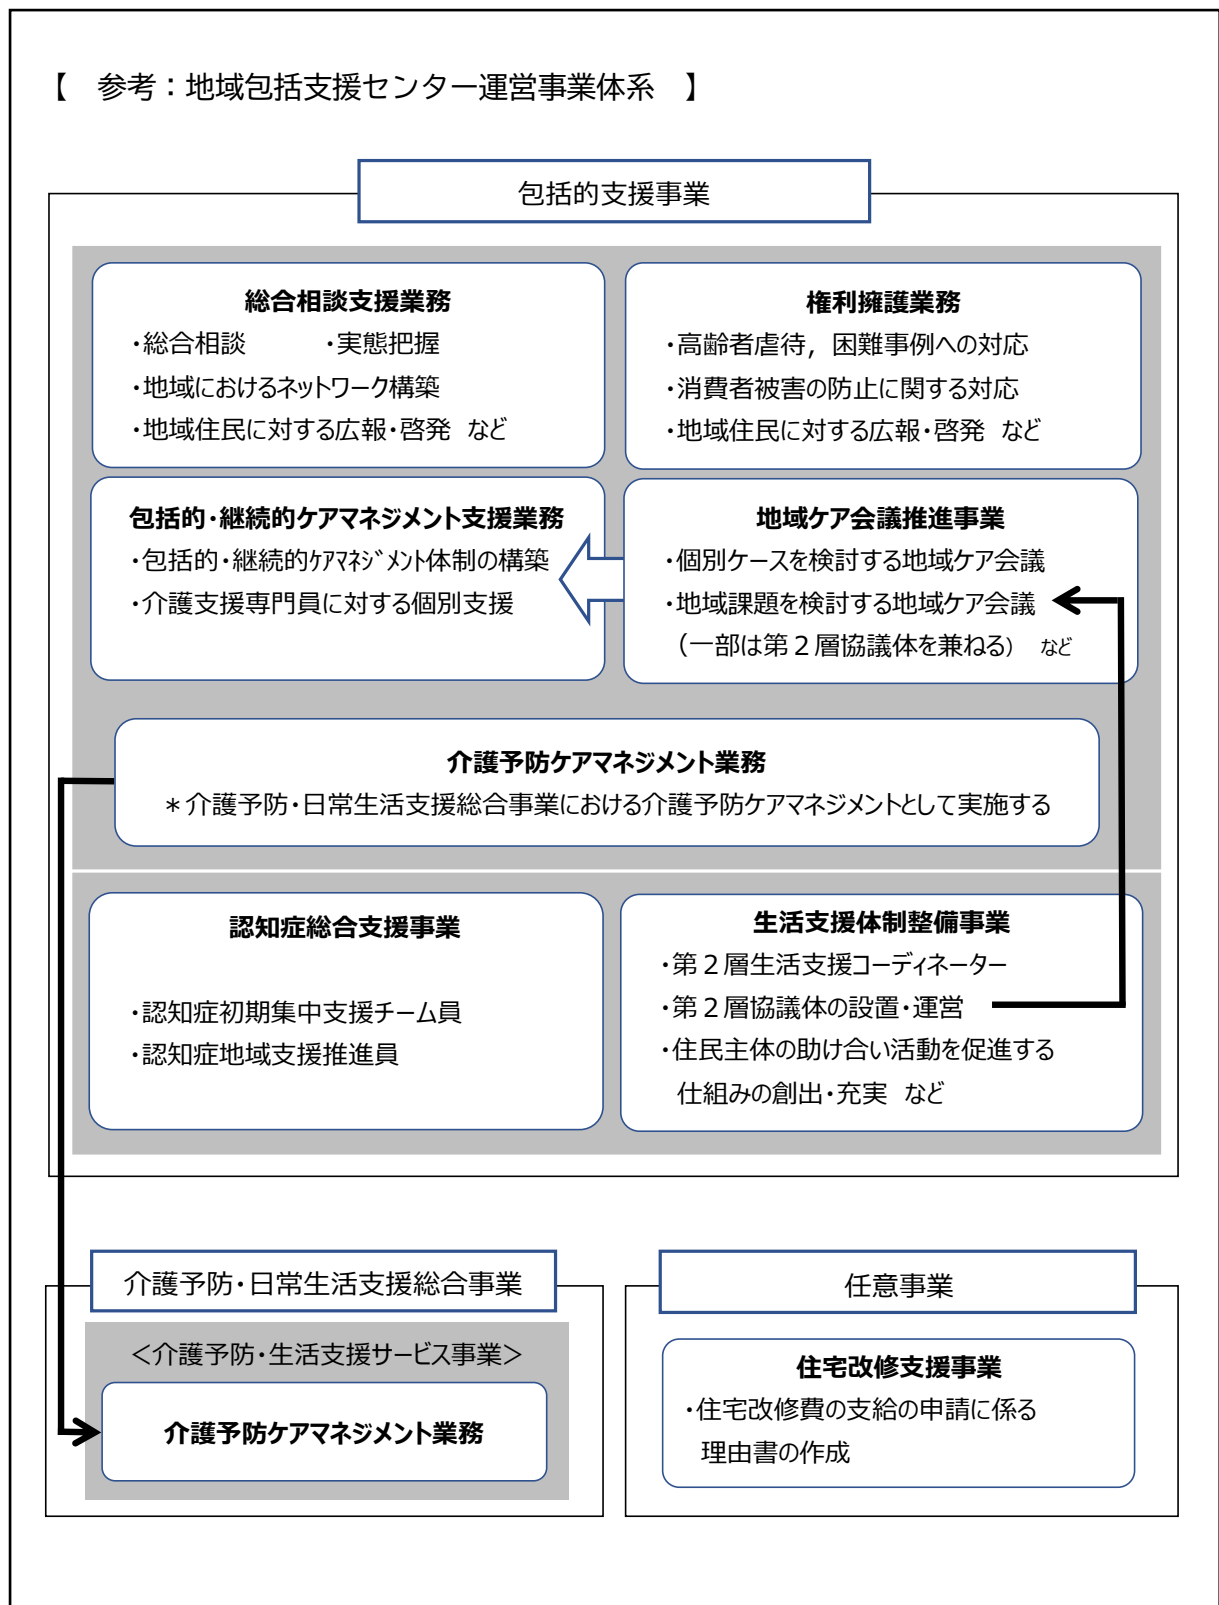 【　参考：地域包括支援センター運営事業体系　】
包括的支援事業
総合相談支援業務
・総合相談　　　・実態把握
・地域におけるネットワーク構築
・地域住民に対する広報・啓発　など
権利擁護業務
・高齢者虐待，困難事例への対応
・消費者被害の防止に関する対応
・地域住民に対する広報・啓発　など
包括的・継続的ケアマネジメント支援業務
・包括的・継続的ｹｱﾏﾈｼﾞﾒﾝﾄ体制の構築
・介護支援専門員に対する個別支援
地域ケア会議推進事業
・個別ケースを検討する地域ケア会議
・地域課題を検討する地域ケア会議
（一部は第２層協議体を兼ねる）　など
介護予防ケアマネジメント業務
＊介護予防・日常生活支援総合事業における介護予防ケアマネジメントとして実施する
認知症総合支援事業
・認知症初期集中支援チーム員
・認知症地域支援推進員
生活支援体制整備事業
・第２層生活支援コーディネーター
・第２層協議体の設置・運営
・住民主体の助け合い活動を促進する
仕組みの創出・充実　など
介護予防・日常生活支援総合事業
＜介護予防・生活支援サービス事業＞
介護予防ケアマネジメント業務
任意事業
住宅改修支援事業
・住宅改修費の支給の申請に係る
理由書の作成